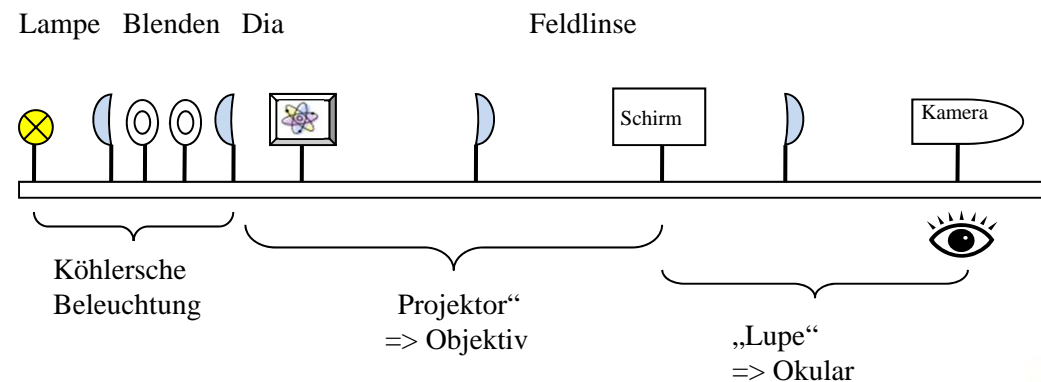 Lampe Blenden Dia Feldlinse
Schirm
Kamera
Köhlersche
Beleuchtung
Projektor“
=> Objektiv
„Lupe“
=> Okular